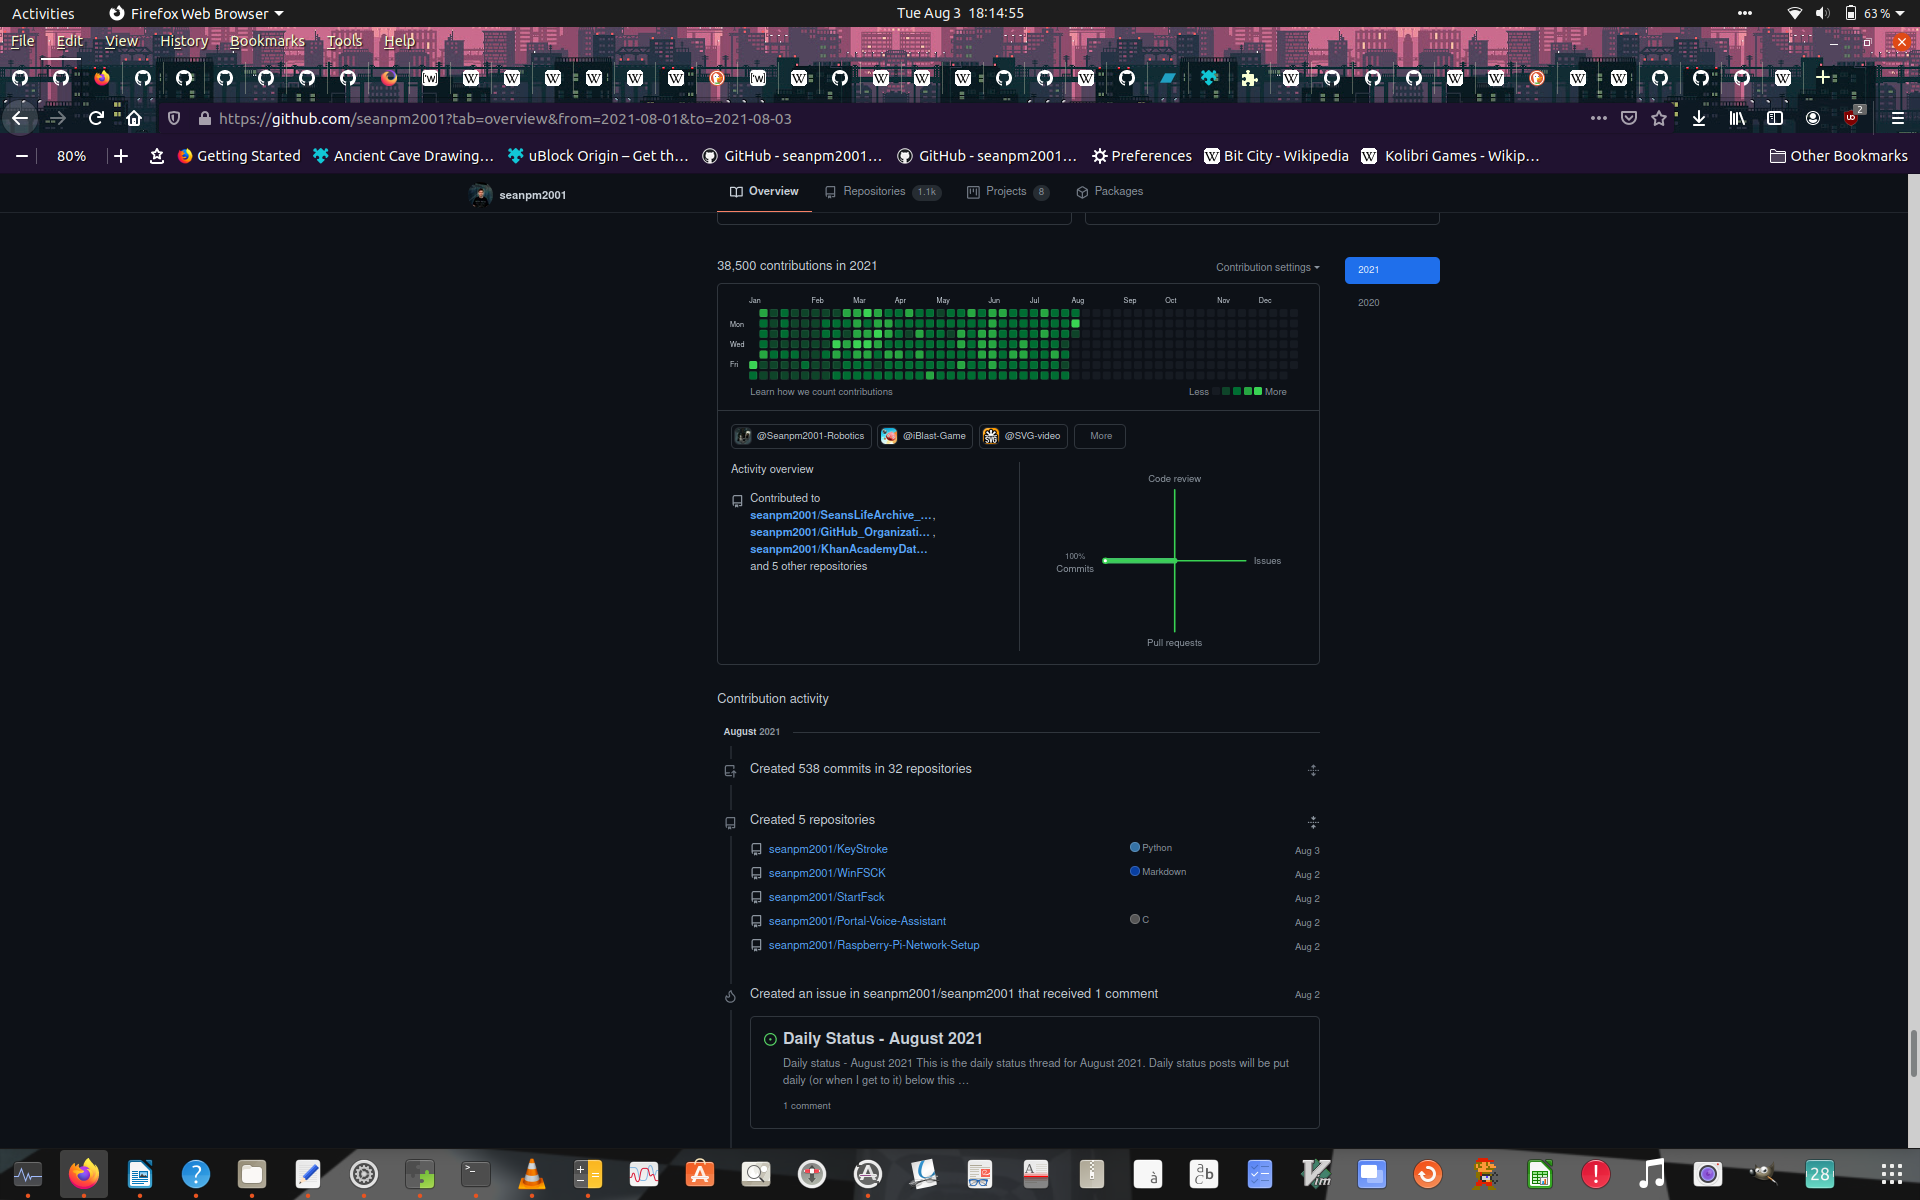 Activities Firefox Web Browser Tue Aug 3 18:14:55 63 %
File Edit View History Bookmarks Tools Help
https://github.com/seanpm2001?tab=overview&from=2021-08-01&to=2021-08-03 2
80% Getting Started Ancient Cave Drawing… uBlock Origin – Get th… GitHub - seanpm2001… GitHub - seanpm2001… Preferences Bit City - Wikipedia Kolibri Games - Wikip… Other Bookmarks
seanpm2001 Overview Repositories 1.1k Projects 8 Packages
38,500 contributions in 2021 Contribution settings 2021
2020
Jan Feb Mar Apr May Jun Jul Aug Sep Oct Nov Dec
Mon
Wed
Fri
Learn how we count contributions Less More
@Seanpm2001-Robotics @iBlast-Game SVG @SVG-video More
Activity overview
Code review
Contributed to
seanpm2001/SeansLifeArchive_…,
seanpm2001/GitHub_Organizati… ,
seanpm2001/KhanAcademyDat…
and 5 other repositories
100%
Commits
Issues
Pull requests
Contribution activity
August 2021
Created 538 commits in 32 repositories
Created 5 repositories
seanpm2001/KeyStroke Python Aug 3
seanpm2001/WinFSCK Markdown Aug 2
seanpm2001/StartFsck Aug 2
seanpm2001/Portal-Voice-Assistant C Aug 2
seanpm2001/Raspberry-Pi-Network-Setup Aug 2
Created an issue in seanpm2001/seanpm2001 that received 1 comment Aug 2
Daily Status - August 2021
Daily status - August 2021 This is the daily status thread for August 2021. Daily status posts will be put
daily (or when I get to it) below this …
1 comment
28